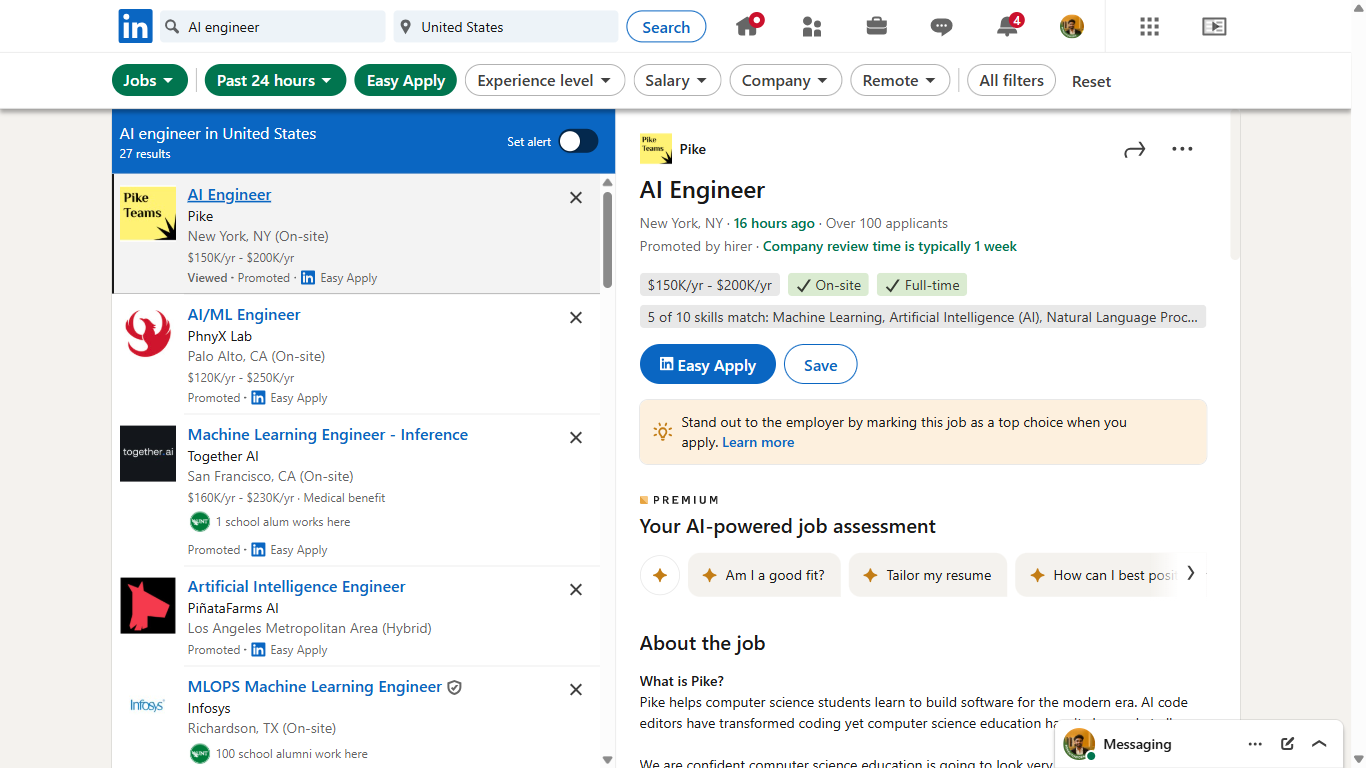 in
AI engineer
United States
Search
4
Jobs
Past 24 hours
Easy Apply
Experience level
Salary
Company
Remote
All filters
Reset
AI engineer in United States
27 results
Set alert
Pike
Teams
AI Engineer
Pike
New York, NY (On-site)
$150K/yr - $200K/yr
Viewed · Promoted · in Easy Apply
AI/ML Engineer
PhnyX Lab
Palo Alto, CA (On-site)
$120K/yr - $250K/yr
Promoted · in Easy Apply
together.ai
Machine Learning Engineer - Inference
Together AI
San Francisco, CA (On-site)
$160K/yr - $230K/yr · Medical benefit
UNT
1 school alum works here
Promoted · in Easy Apply
Artificial Intelligence Engineer
PiñataFarms AI
Los Angeles Metropolitan Area (Hybrid)
Promoted · in Easy Apply
Infosys
MLOPS Machine Learning Engineer
Infosys
Richardson, TX (On-site)
UNT
100 school alumni work here
Pike
Teams
Pike
AI Engineer
New York, NY · 16 hours ago · Over 100 applicants
Promoted by hirer · Company review time is typically 1 week
$150K/yr - $200K/yr
On-site
Full-time
5 of 10 skills match: Machine Learning, Artificial Intelligence (AI), Natural Language Proc...
in Easy Apply
Save
Stand out to the employer by marking this job as a top choice when you
apply. Learn more
PREMIUM
Your AI-powered job assessment
Am I a good fit?
Tailor my resume
How can I best posi
About the job
What is Pike?
Pike helps computer science students learn to build software for the modern era. AI code
editors have transformed coding yet computer science education
We are confident computer science education is going to look very
Messaging